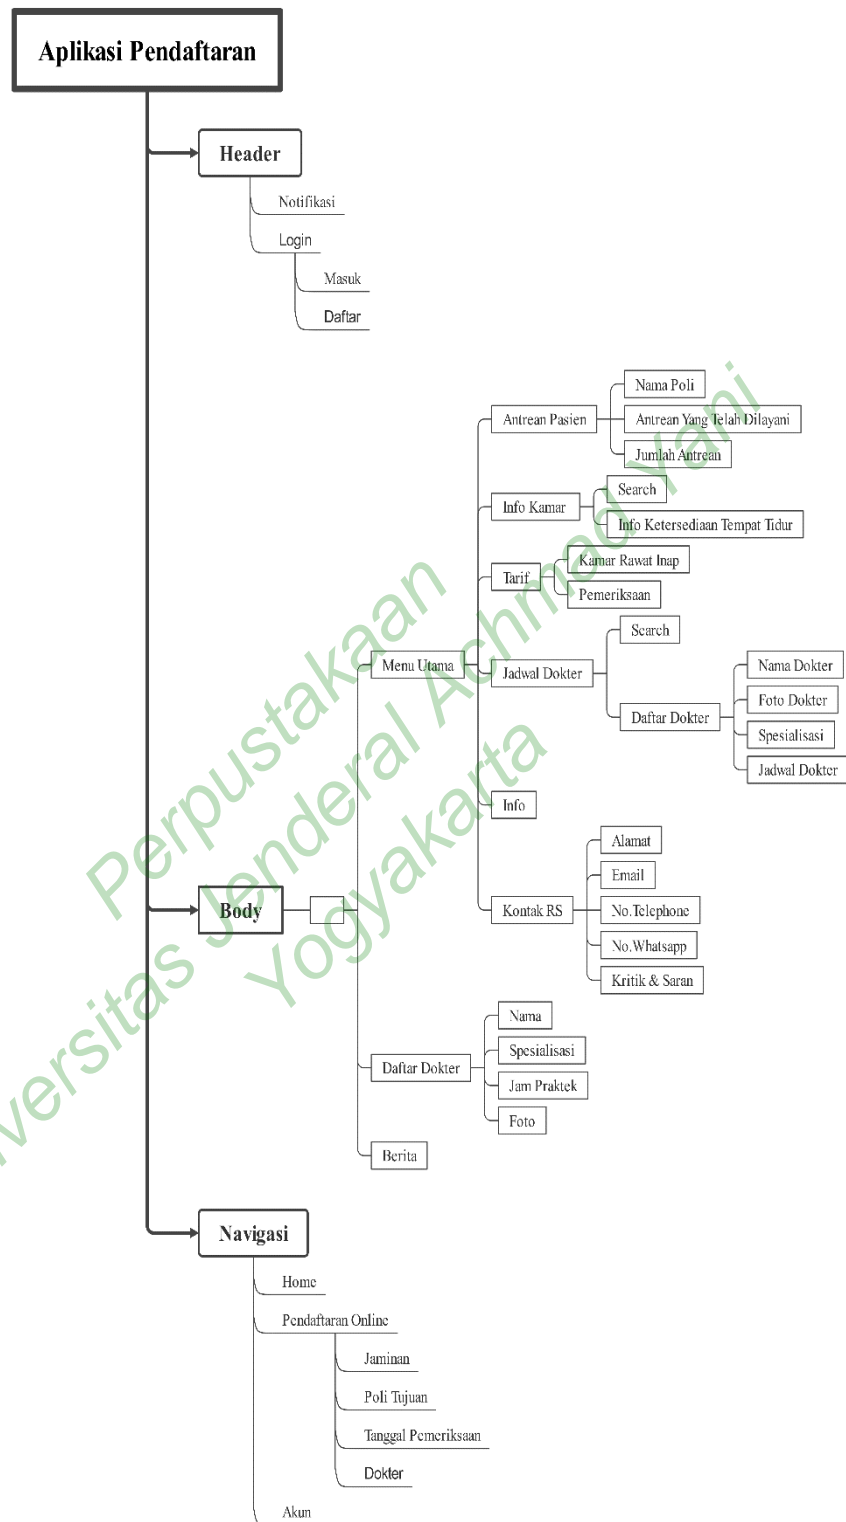 Aplikasi Pendaftaran
Header
Notifikasi
Login
Masuk
Daftar
Body
Menu Utama
Antrean Pasien
Nama Poli
Antrean Yang Telah Dilayani
Jumlah Antrean
Info Kamar
Search
Info Ketersediaan Tempat Tidur
Tarif
Kamar Rawat Inap
Pemeriksaan
Jadwal Dokter
Search
Daftar Dokter
Nama Dokter
Foto Dokter
Spesialisasi
Jadwal Dokter
Info
Kontak RS
Alamat
Email
No.Telephone
No.Whatsapp
Kritik & Saran
Daftar Dokter
Nama
Spesialisasi
Jam Praktek
Foto
Berita
Navigasi
Home
Pendaftaran Online
Jaminan
Poli Tujuan
Tanggal Pemeriksaan
Dokter
Akun
Perpustakaan
versitas Jenderal Achmad Yani
Yogyakarta